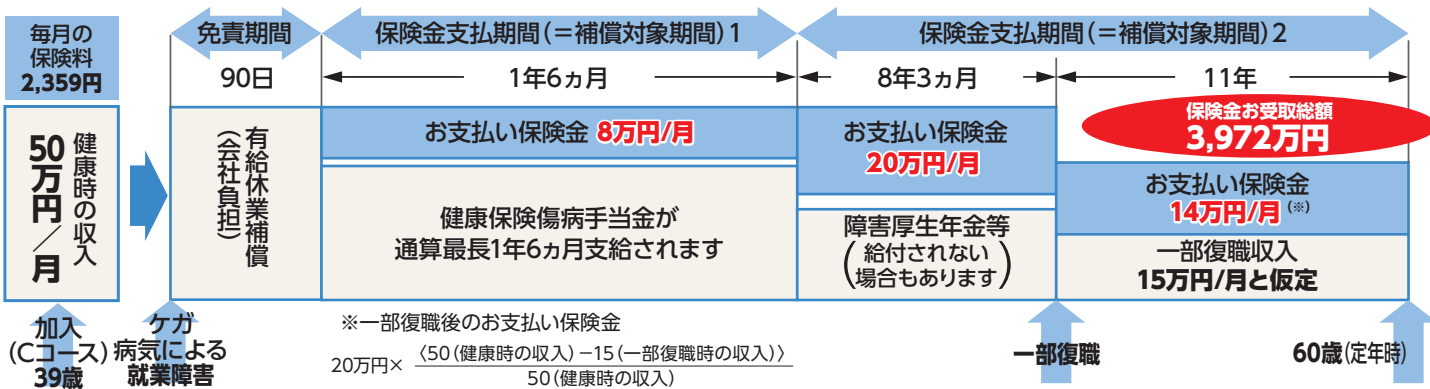 毎月の
保険料
2,359円
免責期間
保険金支払期間(=補償対象期間)1
保険金支払期間(=補償対象期間)2
90日
1年6ヵ月
8年3ヵ月
11年
健康時の収入
50万円/月
有給休業補償
(会社負担)
お支払い保険金 8万円/月
健康保険傷病手当金が
通算最長1年6ヵ月支給されます
お支払い保険金
20万円/月
障害厚生年金等
(給付されない
場合もあります)
保険金お受取総額
3,972万円
お支払い保険金
14万円/月(※)
一部復職収入
15万円/月と仮定
加入
(Cコース)
39歳
ケガ
病気による
就業障害
※一部復職後のお支払い保険金
20万円×
〈50(健康時の収入)−15(一部復職時の収入)〉
50(健康時の収入)
一部復職
60歳(定年時)